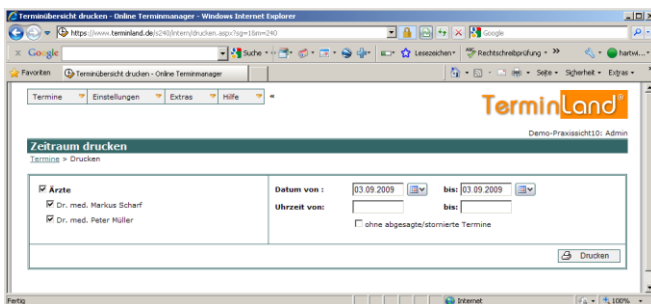 Terminübersicht drucken - Online Terminmanager - Windows Internet Explorer
https://www.terminland.de/s240/intern/drucken.aspx?sg=1&m=240
Google
Google
Suche
Lesezeichen
Rechtschreibprüfung
hartwi...
Favoriten
Terminübersicht drucken - Online Terminmanager
Seite
Sicherheit
Extras
Termine
Einstellungen
Extras
Hilfe
«
TerminLand®
Demo-Praxissicht10: Admin
Zeitraum drucken
Termine > Drucken
Ärzte
Dr. med. Markus Scharf
Dr. med. Peter Müller
Datum von : 03.09.2009 bis: 03.09.2009
Uhrzeit von: bis:
ohne abgesagte/stornierte Termine
Drucken
Fertig
Internet
100%